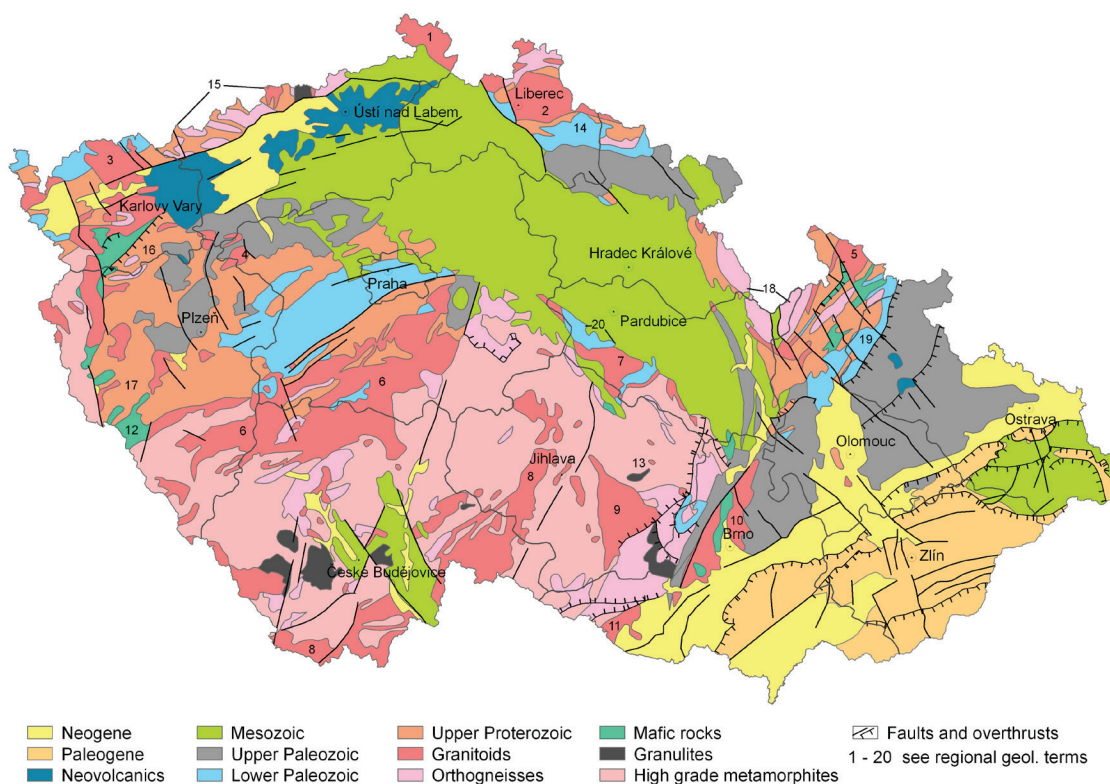 1
15
Liberec
2
Ústí nad Labem
14
3
Karlovy Vary
16
4
Hradec Králové
5
Praha
18
Plzeň
20
Pardubice
19
7
17
6
Ostrava
12
6
Olomouc
Jihlava
13
8
9
10
Brno
Zlín
České Budějovice
11
8
Neogene
Mesozoic
Upper Proterozoic
Mafic rocks
Faults and overthrusts
Paleogene
Upper Paleozoic
Granitoids
Granulites
1 - 20 see regional geol. terms
Neovolcanics
Lower Paleozoic
Orthogneisses
High grade metamorphites